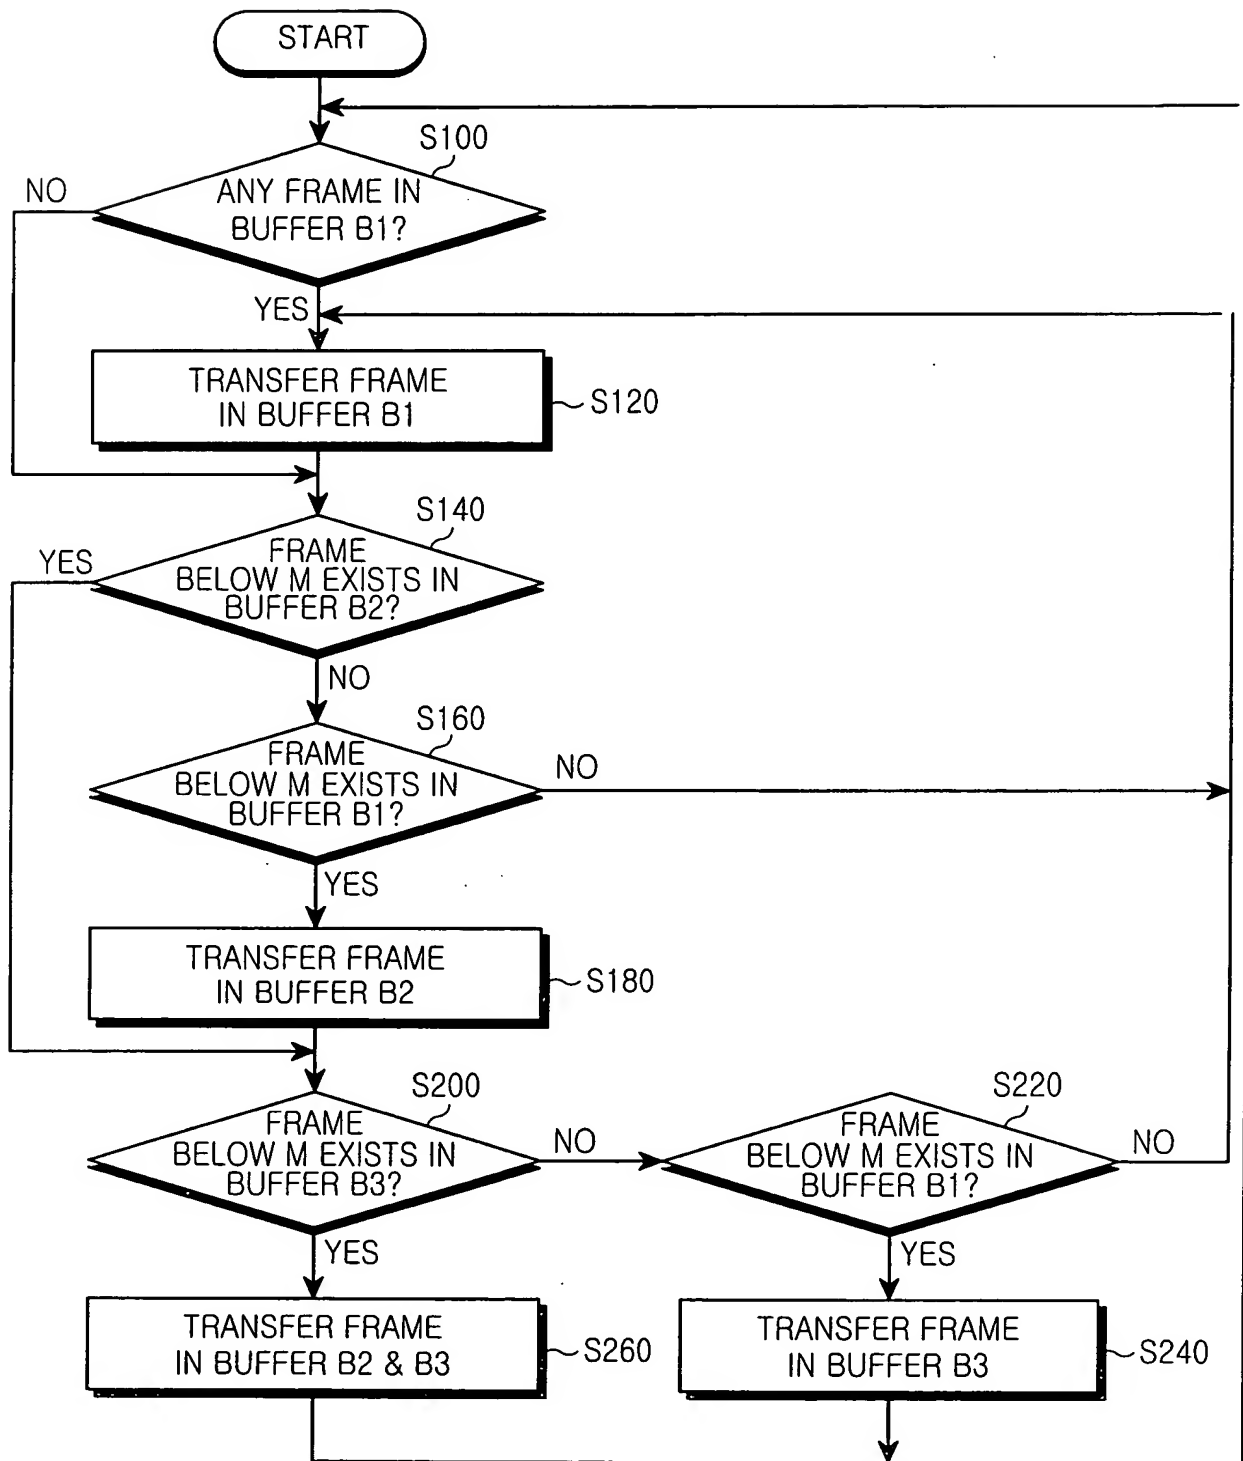 START
S100
NO
ANY FRAME IN
BUFFER B1?
YES
TRANSFER FRAME
IN BUFFER B1
S120
S140
YES
FRAME
BELOW M EXISTS IN
BUFFER B2?
NO
S160
FRAME
BELOW M EXISTS IN
BUFFER B1?
NO
YES
TRANSFER FRAME
IN BUFFER B2
S180
S200
FRAME
BELOW M EXISTS IN
BUFFER B3?
NO
S220
FRAME
BELOW M EXISTS IN
BUFFER B1?
NO
YES
YES
TRANSFER FRAME
IN BUFFER B2 & B3
S260
TRANSFER FRAME
IN BUFFER B3
S240